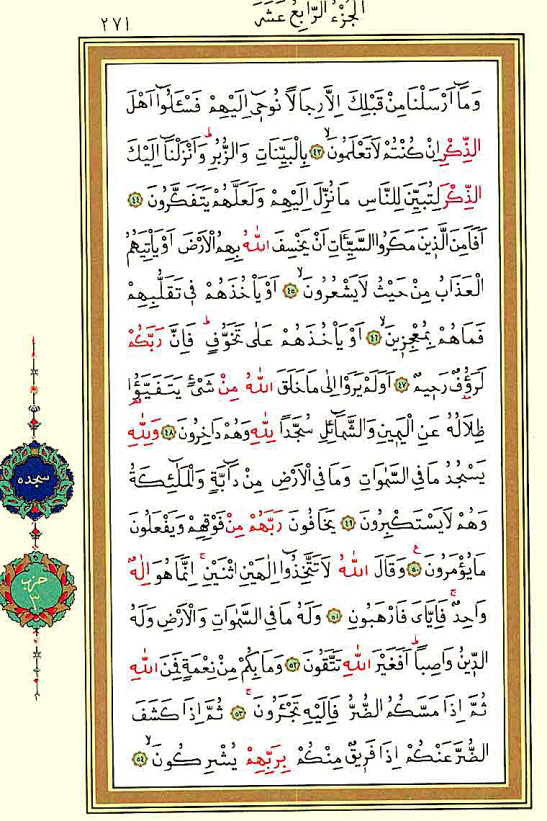 الجزء الرابع عشر
٢٧١
وَمَٓا اَرْسَلْنَا مِنْ قَبْلِكَ اِلَّا رِجَالًا نُوح۪ٓي اِلَيْهِمْ فَسْـَٔلُٓوا اَهْلَ
الذِّكْرِ اِنْ كُنْتُمْ لَا تَعْلَمُونَۙ ﴿٤٣﴾ بِالْبَيِّنَاتِ وَالزُّبُرِۜ وَاَنْزَلْنَٓا اِلَيْكَ
الذِّكْرَ لِتُبَيِّنَ لِلنَّاسِ مَا نُزِّلَ اِلَيْهِمْ وَلَعَلَّهُمْ يَتَفَكَّرُونَ ﴿٤٤﴾
اَفَاَمِنَ الَّذ۪ينَ مَكَرُوا السَّيِّـَٔاتِ اَنْ يَخْسِفَ اللّٰهُ بِهِمُ الْاَرْضَ اَوْ يَأْتِيَهُمُ
الْعَذَابُ مِنْ حَيْثُ لَا يَشْعُرُونَۙ ﴿٤٥﴾ اَوْ يَأْخُذَهُمْ ف۪ي تَقَلُّبِهِمْ
فَمَا هُمْ بِمُعْجِز۪ينَۙ ﴿٤٦﴾ اَوْ يَأْخُذَهُمْ عَلٰى تَخَوُّفٍۜ فَاِنَّ رَبَّكُمْ
لَرَؤُ۫فٌ رَح۪يمٌ ﴿٤٧﴾ اَوَلَمْ يَرَوْا اِلٰى مَا خَلَقَ اللّٰهُ مِنْ شَيْءٍ يَتَفَيَّؤُ۬ا
ظِلَالُهُ عَنِ الْيَم۪ينِ وَالشَّمَٓائِلِ سُجَّدًا لِلّٰهِ وَهُمْ دَاخِرُونَ ﴿٤٨﴾ وَلِلّٰهِ
يَسْجُدُ مَا فِي السَّمٰوَاتِ وَمَا فِي الْاَرْضِ مِنْ دَٓابَّةٍ وَالْمَلٰٓئِكَةُ
وَهُمْ لَا يَسْتَكْبِرُونَ ﴿٤٩﴾ يَخَافُونَ رَبَّهُمْ مِنْ فَوْقِهِمْ وَيَفْعَلُونَ
مَا يُؤْمَرُونَ ﴿٥٠﴾ وَقَالَ اللّٰهُ لَا تَتَّخِذُٓوا اِلٰهَيْنِ اثْنَيْنِۚ اِنَّمَا هُوَ اِلٰهٌ
وَاحِدٌۚ فَاِيَّايَ فَارْهَبُونِ ﴿٥١﴾ وَلَهُ مَا فِي السَّمٰوَاتِ وَالْاَرْضِ وَلَهُ
الدّ۪ينُ وَاصِبًاۜ اَفَغَيْرَ اللّٰهِ تَتَّقُونَ ﴿٥٢﴾ وَمَا بِكُمْ مِنْ نِعْمَةٍ فَمِنَ اللّٰهِ
ثُمَّ اِذَا مَسَّكُمُ الضُّرُّ فَاِلَيْهِ تَجْـَٔرُونَۚ ﴿٥٣﴾ ثُمَّ اِذَا كَشَفَ
الضُّرَّ عَنْكُمْ اِذَا فَر۪يقٌ مِنْكُمْ بِرَبِّهِمْ يُشْرِكُونَۙ ﴿٥٤﴾
سجده
حزب
٣